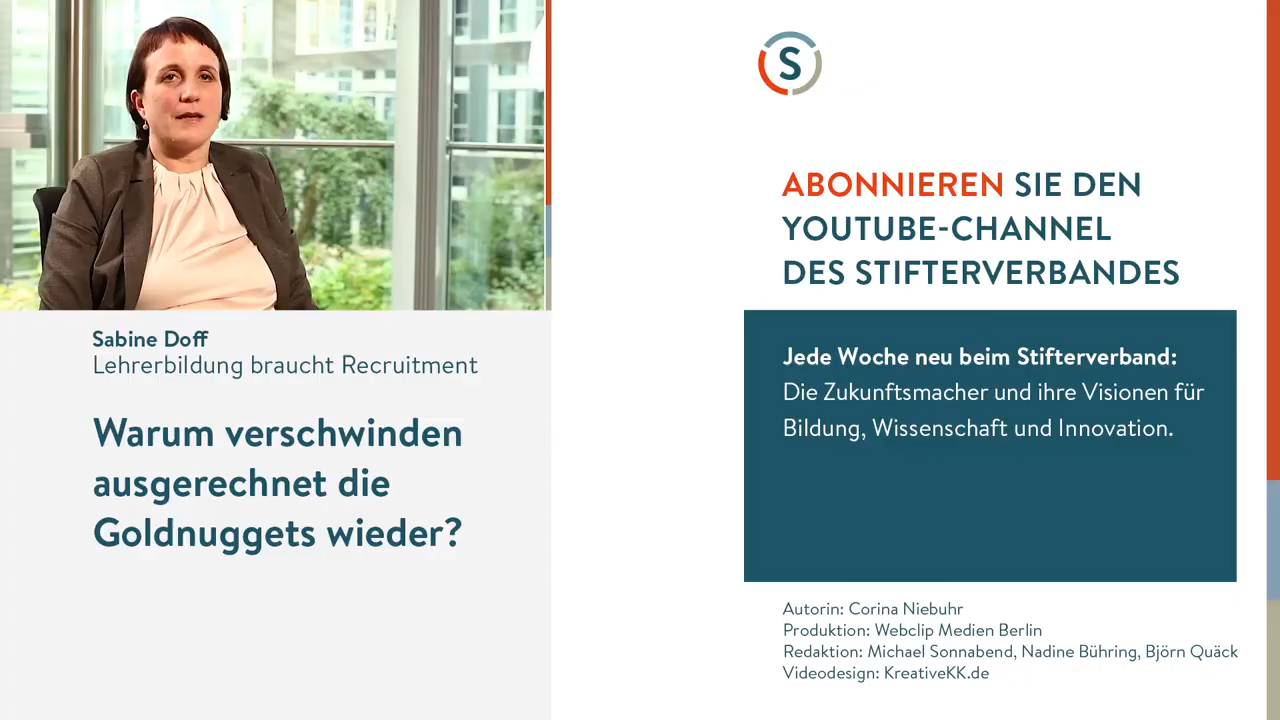 Sabine Doff
Lehrerbildung braucht Recruitment
Warum verschwinden
ausgerechnet die
Goldnuggets wieder?
S
ABONNIEREN SIE DEN
YOUTUBE-CHANNEL
DES STIFTERVERBANDES
Jede Woche neu beim Stifterverband:
Die Zukunftsmacher und ihre Visionen für
Bildung, Wissenschaft und Innovation.
Autorin: Corina Niebuhr
Produktion: Webclip Medien Berlin
Redaktion: Michael Sonnabend, Nadine Bühring, Björn Quäck
Videodesign: KreativeKK.de